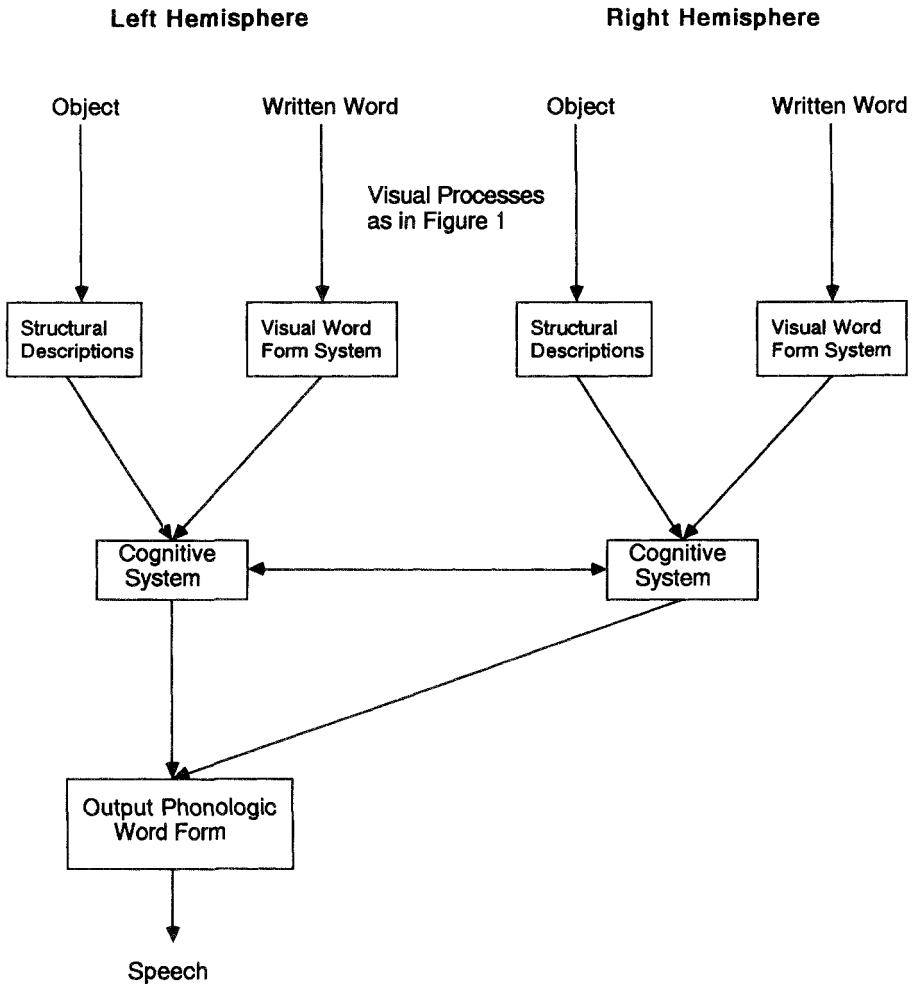 Left Hemisphere
Right Hemisphere
Object
Written Word
Object
Written Word
Visual Processes
as in Figure 1
Structural
Descriptions
Visual Word
Form System
Structural
Descriptions
Visual Word
Form System
Cognitive
System
Cognitive
System
Output Phonologic
Word Form
Speech